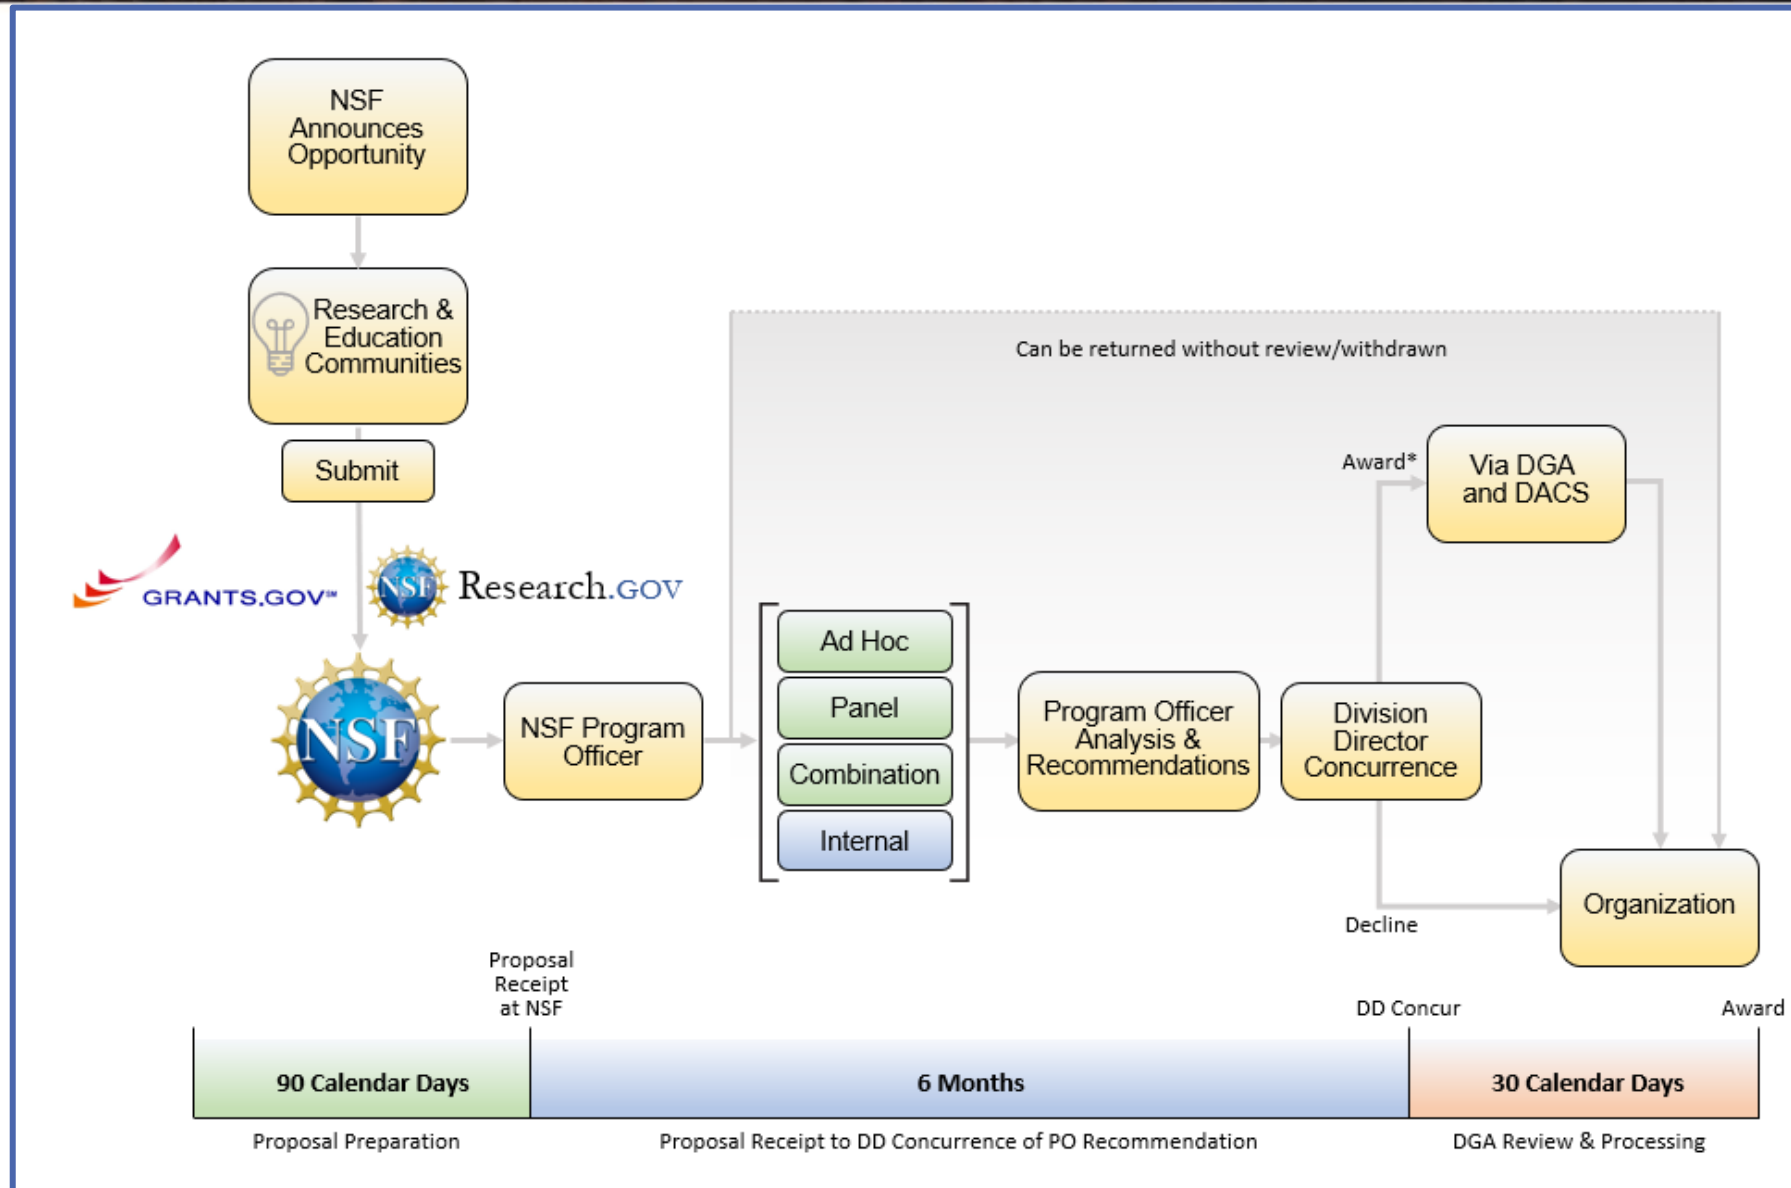 NSF
Announces
Opportunity
Research &
Education
Communities
Submit
GRANTS.GOV℠
NSF
Research.GOV
NSF
NSF Program
Officer
Can be returned without review/withdrawn
Ad Hoc
Panel
Combination
Internal
Program Officer
Analysis &
Recommendations
Division
Director
Concurrence
Award*
Via DGA
and DACS
Decline
Organization
Proposal
Receipt
at NSF
DD Concur
Award
90 Calendar Days
6 Months
30 Calendar Days
Proposal Preparation
Proposal Receipt to DD Concurrence of PO Recommendation
DGA Review & Processing